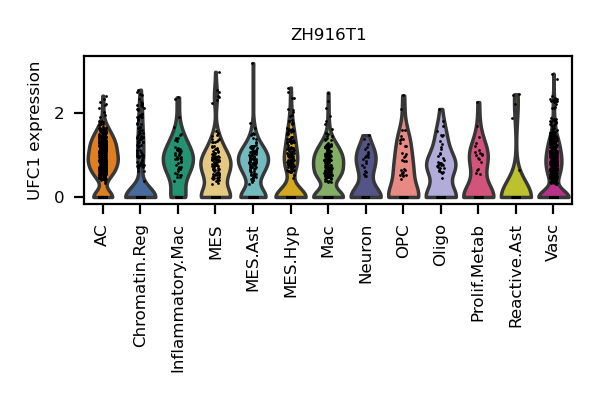 ZH916T1
UFC1 expression
2
0
AC
Chromatin.Reg
Inflammatory.Mac
MES
MES.Ast
MES.Hyp
Mac
Neuron
OPC
Oligo
Prolif.Metab
Reactive.Ast
Vasc